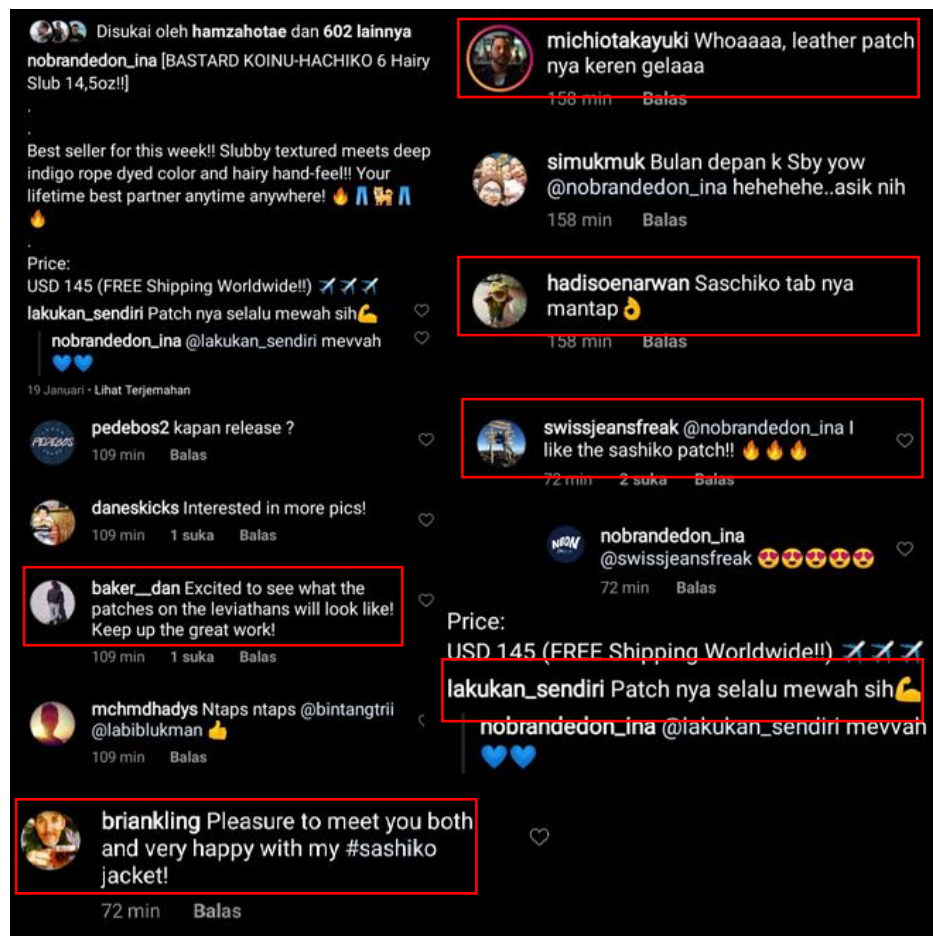 Disukai oleh hamzahotae dan 602 lainnya
nobrandedon_ina [BASTARD KOINU-HACHIKO 6 Hairy
Slub 14,5oz!!]
.
.
Best seller for this week!! Slubby textured meets deep
indigo rope dyed color and hairy hand-feel!! Your
lifetime best partner anytime anywhere! 🔥👖🐕👖
🔥
.
Price:
USD 145 (FREE Shipping Worldwide!!) ✈️✈️✈️
lakukan_sendiri Patch nya selalu mewah sih💪
nobrandedon_ina @lakukan_sendiri mevvah
💙💙
19 Januari • Lihat Terjemahan
PEDEBOS
pedebos2 kapan release ?
109 min Balas
daneskicks Interested in more pics!
109 min 1 suka Balas
baker__dan Excited to see what the
patches on the leviathans will look like!
Keep up the great work!
109 min 1 suka Balas
mchmdhadys Ntaps ntaps @bintangtrii
@labiblukman 👍
109 min Balas
briankling Pleasure to meet you both
and very happy with my #sashiko
jacket!
72 min Balas
michiotakayuki Whoaaaa, leather patch
nya keren gelaaa
158 min Balas
simukmuk Bulan depan k Sby yow
@nobrandedon_ina hehehehe..asik nih
158 min Balas
hadisoenarwan Saschiko tab nya
mantap👌
158 min Balas
swissjeansfreak @nobrandedon_ina I
like the sashiko patch!! 🔥🔥🔥
72 min 2 suka Balas
NBDN
nobrandedon_ina
@swissjeansfreak 😍😍😍😍😍
72 min Balas
Price:
USD 145 (FREE Shipping Worldwide!!) ✈️✈️✈️
lakukan_sendiri Patch nya selalu mewah sih💪
nobrandedon_ina @lakukan_sendiri mevvah
💙💙